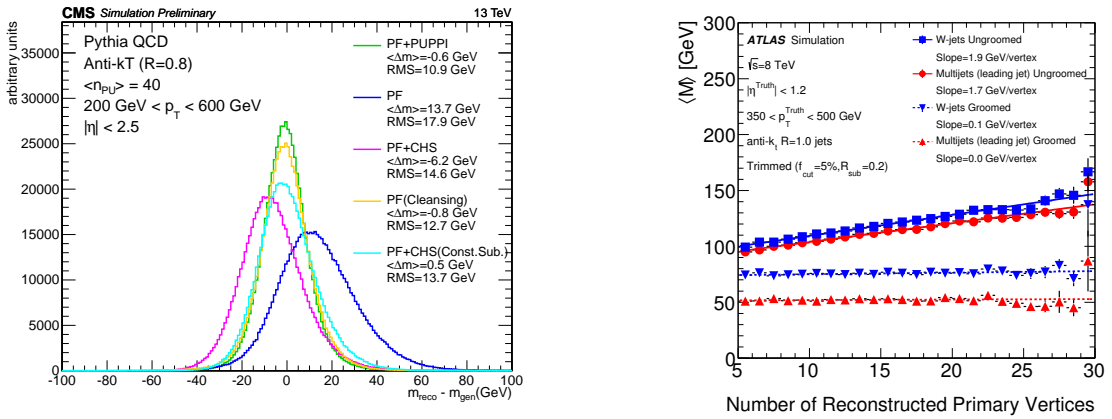 CMS Simulation Preliminary 13 TeV
arbitrary units
35000
30000
25000
20000
15000
10000
5000
0
Pythia QCD
Anti-kT (R=0.8)
<n_PU> = 40
200 GeV < p_T < 600 GeV
|η| < 2.5
PF+PUPPI
<Δm>=-0.6 GeV
RMS=10.9 GeV
PF
<Δm>=13.7 GeV
RMS=17.9 GeV
PF+CHS
<Δm>=-6.2 GeV
RMS=14.6 GeV
PF(Cleansing)
<Δm>=-0.8 GeV
RMS=12.7 GeV
PF+CHS(Const.Sub.)
<Δm>=0.5 GeV
RMS=13.7 GeV
-100 -80 -60 -40 -20 0 20 40 60 80 100
m_reco - m_gen(GeV)
⟨M⟩ [GeV]
300
250
200
150
100
50
0
ATLAS Simulation
√s=8 TeV
|η^Truth| < 1.2
350 < p_T^Truth < 500 GeV
anti-k_t R=1.0 jets
Trimmed (f_cut=5%,R_sub=0.2)
W-jets Ungroomed
Slope=1.9 GeV/vertex
Multijets (leading jet) Ungroomed
Slope=1.7 GeV/vertex
W-jets Groomed
Slope=0.1 GeV/vertex
Multijets (leading jet) Groomed
Slope=0.0 GeV/vertex
5 10 15 20 25 30
Number of Reconstructed Primary Vertices